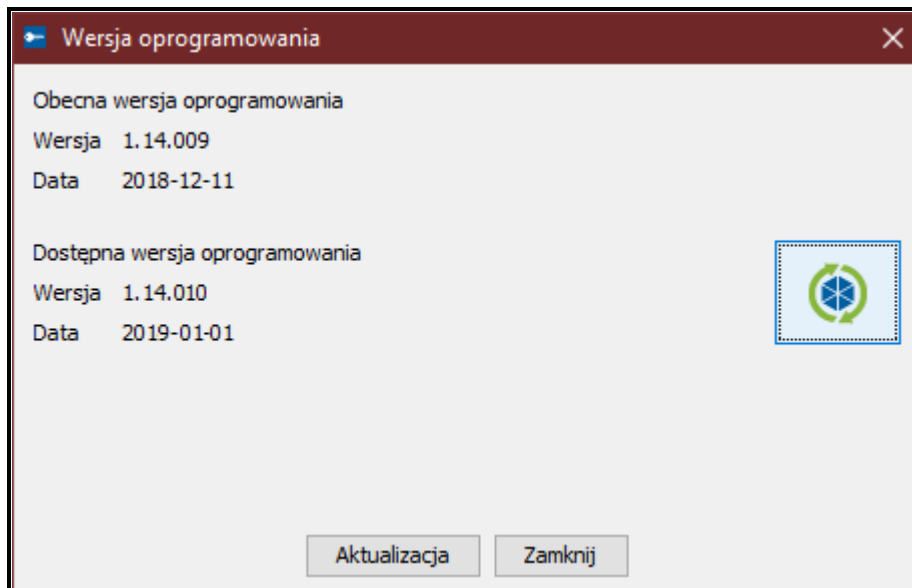 Wersja oprogramowania
Obecna wersja oprogramowania
Wersja 1.14.009
Data 2018-12-11
Dostępna wersja oprogramowania
Wersja 1.14.010
Data 2019-01-01
Aktualizacja Zamknij